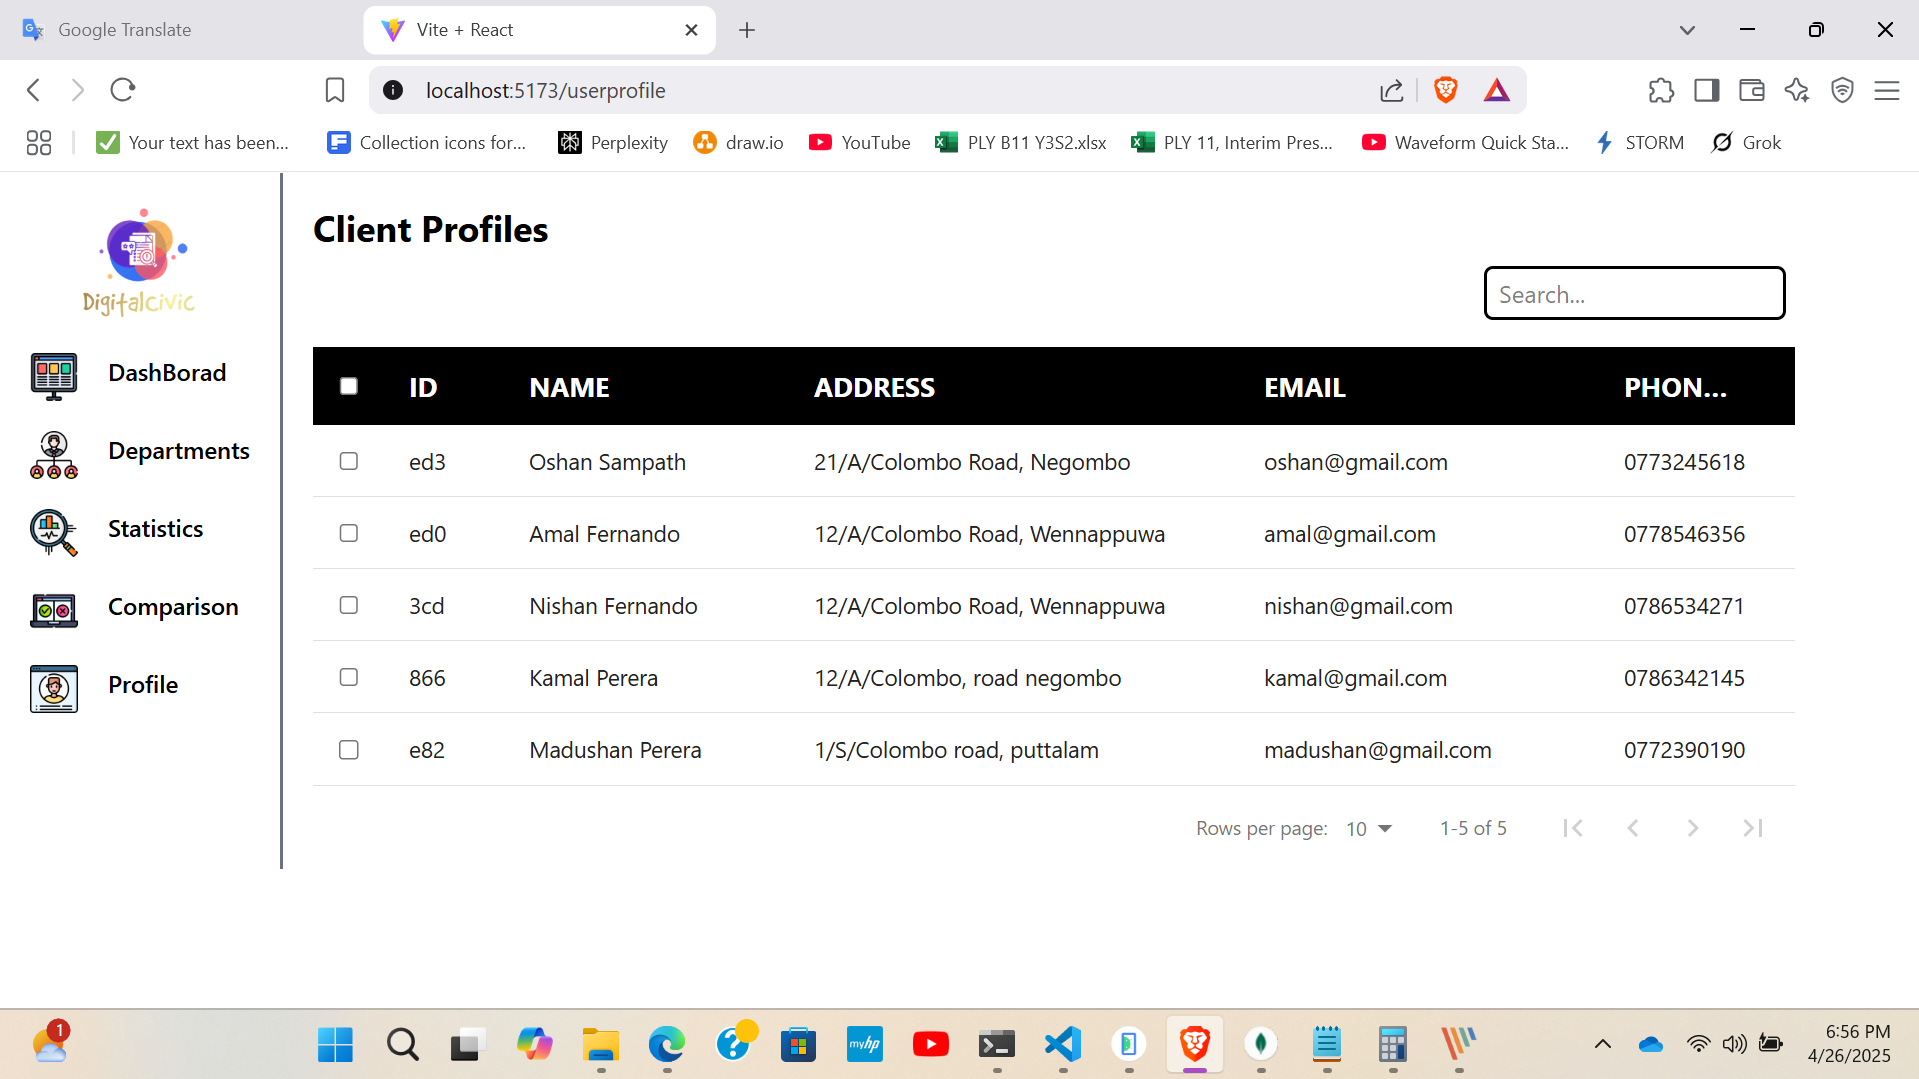 Google Translate
Vite + React
localhost:5173/userprofile
Your text has been...
Collection icons for...
Perplexity
draw.io
YouTube
PLY B11 Y3S2.xlsx
PLY 11, Interim Pres...
Waveform Quick Sta...
STORM
Grok
DigitalCivic
DashBorad
Departments
Statistics
Comparison
Profile
Client Profiles
Search...
ID NAME ADDRESS EMAIL PHON...
ed3 Oshan Sampath 21/A/Colombo Road, Negombo oshan@gmail.com 0773245618
ed0 Amal Fernando 12/A/Colombo Road, Wennappuwa amal@gmail.com 0778546356
3cd Nishan Fernando 12/A/Colombo Road, Wennappuwa nishan@gmail.com 0786534271
866 Kamal Perera 12/A/Colombo, road negombo kamal@gmail.com 0786342145
e82 Madushan Perera 1/S/Colombo road, puttalam madushan@gmail.com 0772390190
Rows per page: 10 1-5 of 5
1
myhp
6:56 PM
4/26/2025